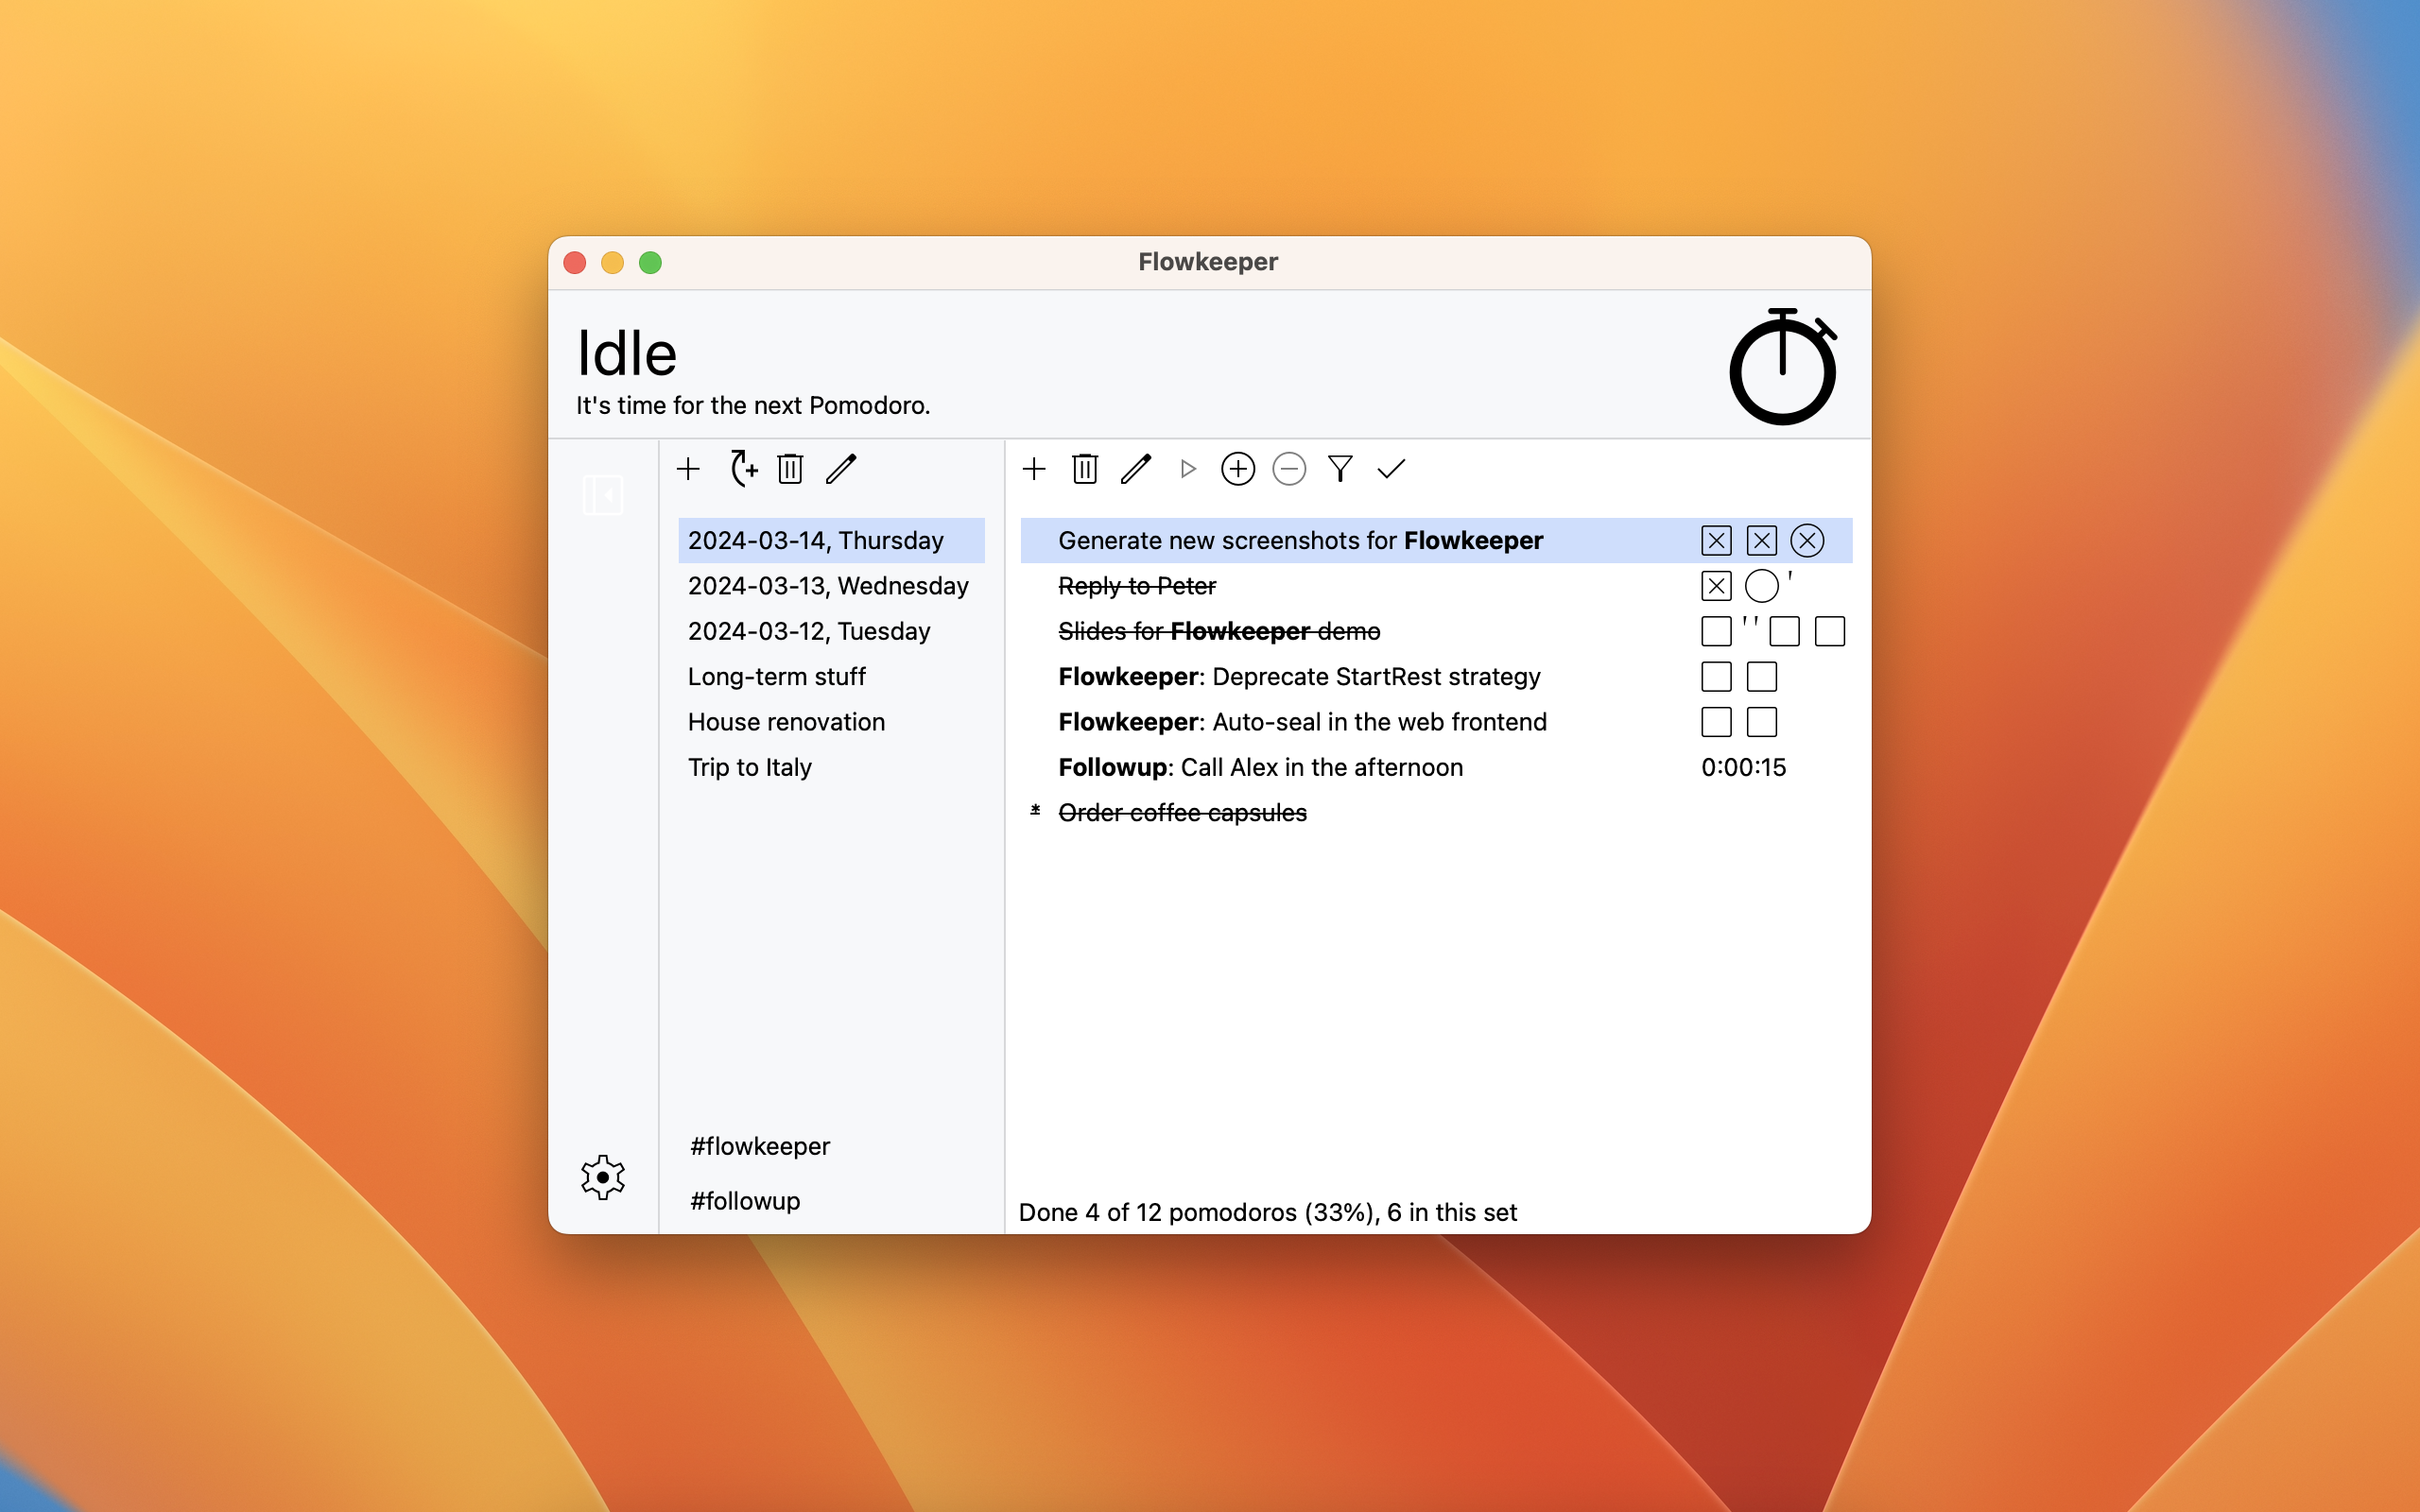 Flowkeeper
Idle
It's time for the next Pomodoro.
2024-03-14, Thursday
2024-03-13, Wednesday
2024-03-12, Tuesday
Long-term stuff
House renovation
Trip to Italy
#flowkeeper
#followup
Generate new screenshots for Flowkeeper
Reply to Peter '
Slides for Flowkeeper demo ' '
Flowkeeper: Deprecate StartRest strategy
Flowkeeper: Auto-seal in the web frontend
Followup: Call Alex in the afternoon 0:00:15
* Order coffee capsules
Done 4 of 12 pomodoros (33%), 6 in this set